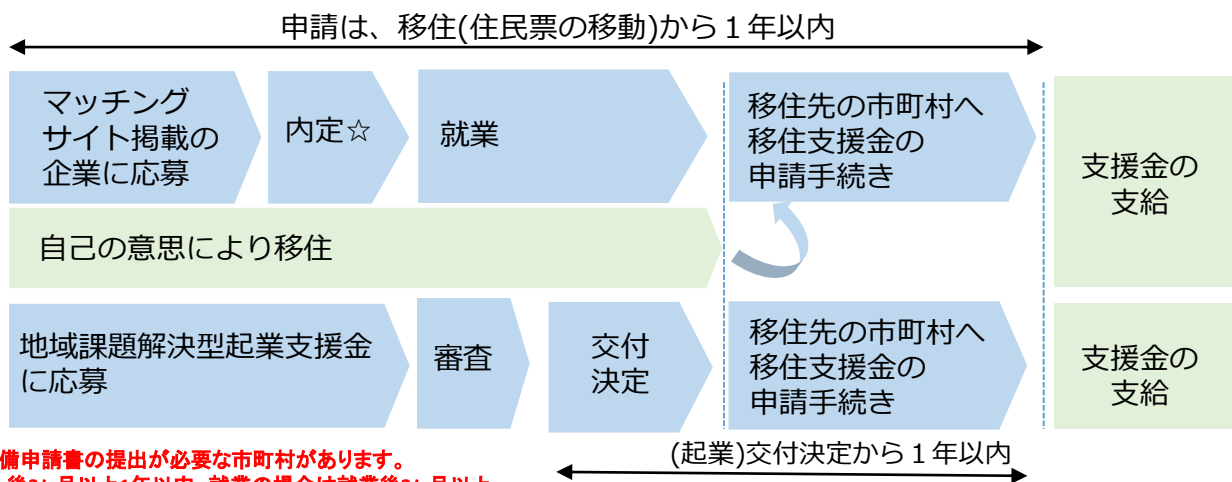 申請は、移住(住民票の移動)から１年以内
マッチング
サイト掲載の
企業に応募
内定☆
就業
移住先の市町村へ
移住支援金の
申請手続き
支援金の
支給
自己の意思により移住
地域課題解決型起業支援金
に応募
審査
交付
決定
移住先の市町村へ
移住支援金の
申請手続き
支援金の
支給
備申請書の提出が必要な市町村があります。
(起業)交付決定から１年以内